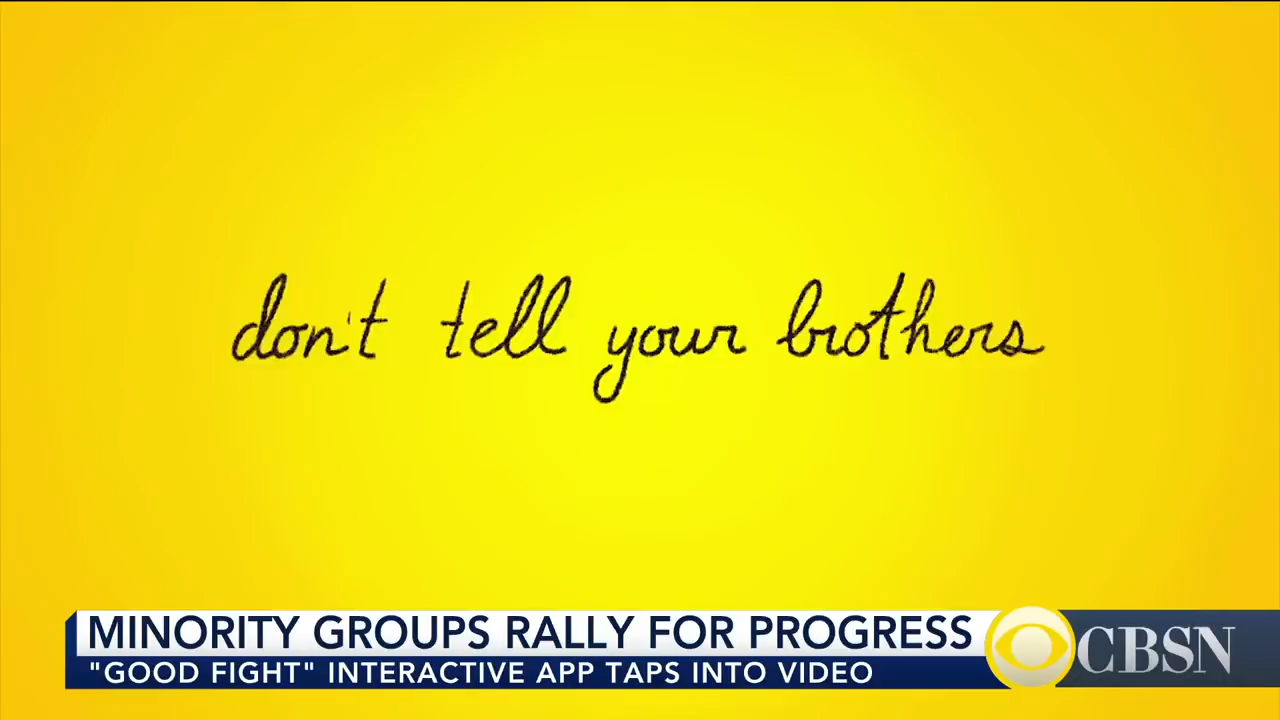 don't tell your brothers
MINORITY GROUPS RALLY FOR PROGRESS
"GOOD FIGHT" INTERACTIVE APP TAPS INTO VIDEO
CBSN